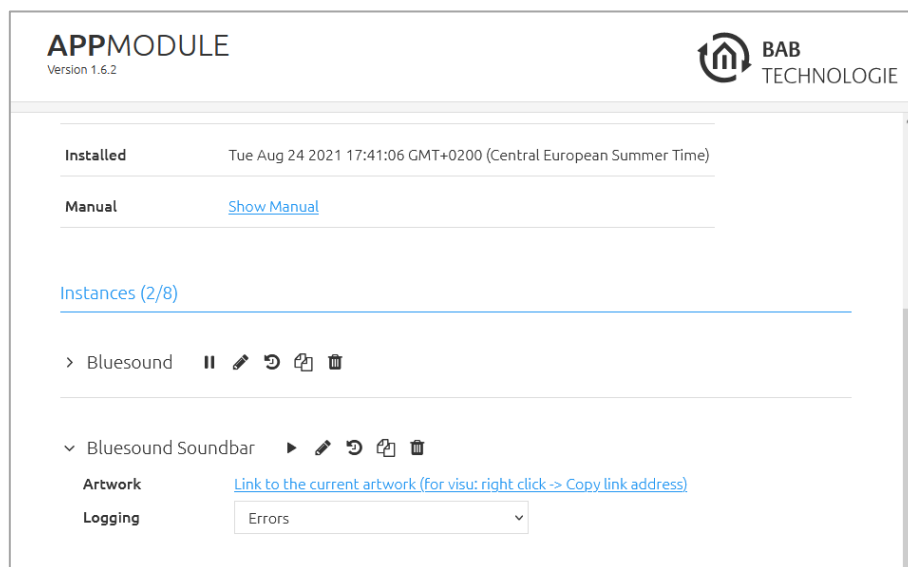 APPMODULE
Version 1.6.2
BAB
TECHNOLOGIE
Installed Tue Aug 24 2021 17:41:06 GMT+0200 (Central European Summer Time)
Manual Show Manual
Instances (2/8)
Bluesound
Bluesound Soundbar
Artwork Link to the current artwork (for visu: right click -> Copy link address)
Logging Errors